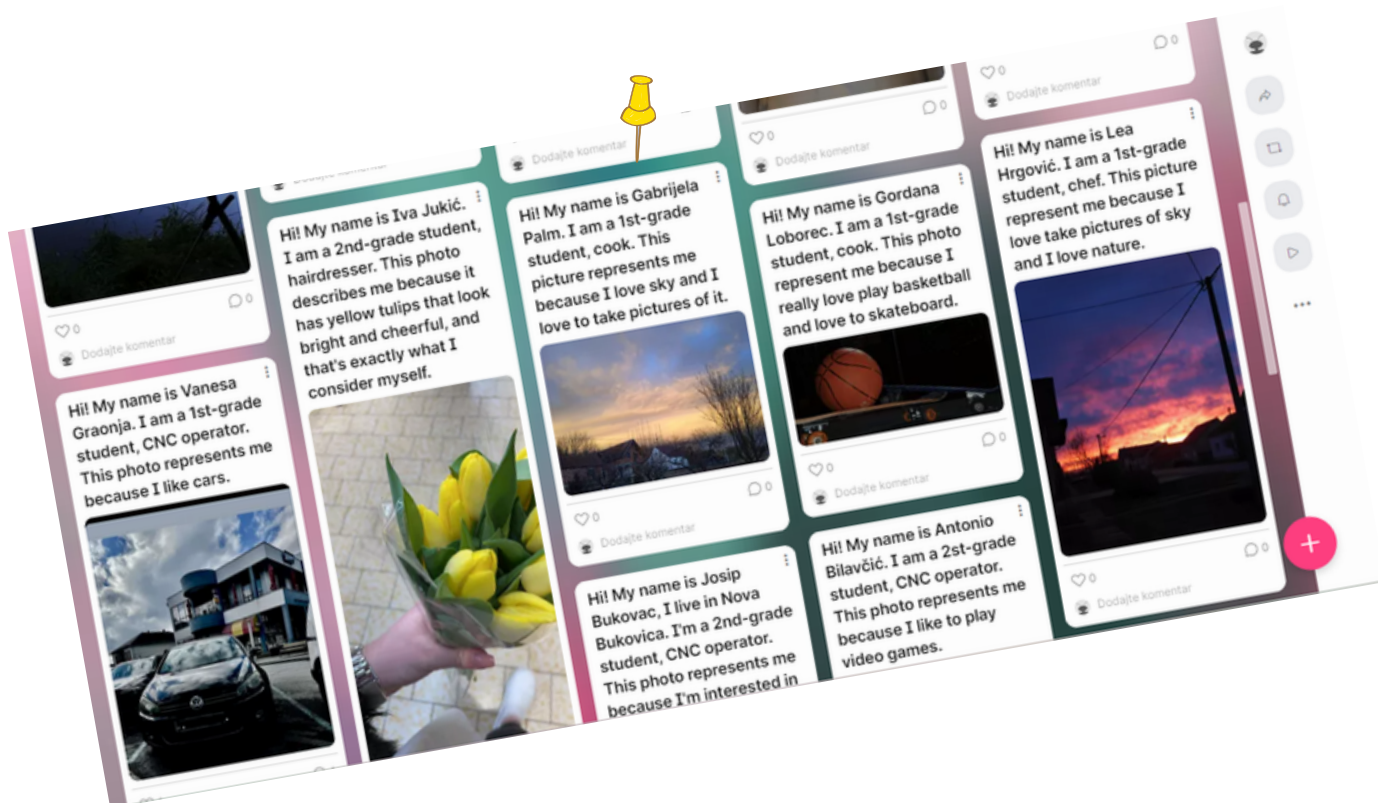 0
Dodajte komentar
Hi! My name is Vanesa
Graonja. I am a 1st-grade
student, CNC operator.
This photo represents me
because I like cars.
Hi! My name is Iva Jukić.
I am a 2nd-grade student,
hairdresser. This photo
describes me because it
has yellow tulips that look
bright and cheerful, and
that's exactly what I
consider myself.
Dodajte komentar
Hi! My name is Gabrijela
Palm. I am a 1st-grade
student, cook. This
picture represents me
because I love sky and I
love to take pictures of it.
0
0
Dodajte komentar
Hi! My name is Josip
Bukovac, I live in Nova
Bukovica. I'm a 2nd-grade
student, CNC operator.
This photo represents me
because I'm interested in
0
0
Dodajte komentar
Hi! My name is Gordana
Loborec. I am a 1st-grade
student, cook. This photo
represent me because I
really love play basketball
and love to skateboard.
0
0
Dodajte komentar
Hi! My name is Antonio
Bilavčić. I am a 2st-grade
student, CNC operator.
This photo represents me
because I like to play
video games.
0
0
Dodajte komentar
Hi! My name is Lea
Hrgović. I am a 1st-grade
student, chef. This picture
represent me because I
love take pictures of sky
and I love nature.
0
0
Dodajte komentar